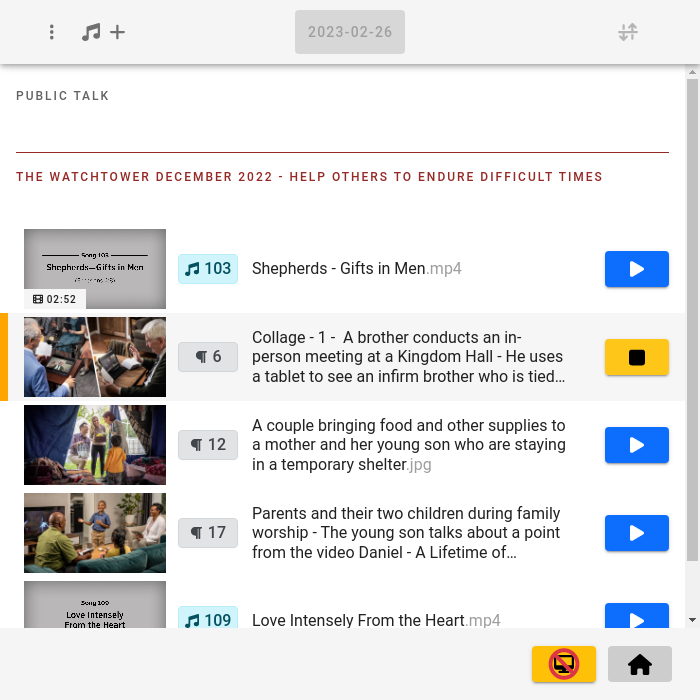 2023-02-26
PUBLIC TALK
THE WATCHTOWER DECEMBER 2022 - HELP OTHERS TO ENDURE DIFFICULT TIMES
Song 103
Shepherds—Gifts in Men
02:52
103
Shepherds - Gifts in Men.mp4
¶ 6
Collage - 1 - A brother conducts an in-
person meeting at a Kingdom Hall - He uses
a tablet to see an infirm brother who is tied…
¶ 12
A couple bringing food and other supplies to
a mother and her young son who are staying
in a temporary shelter.jpg
¶ 17
Parents and their two children during family
worship - The young son talks about a point
from the video Daniel - A Lifetime of…
Love Intensely
From the Heart
109
Love Intensely From the Heart.mp4